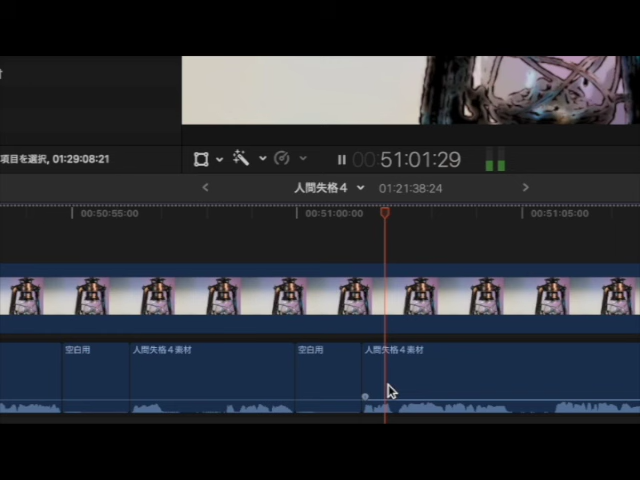 項目を選択, 01:29:08:21
0051:01:29
人間失格４
01:21:38:24
00:50:55:00
00:51:00:00
00:51:05:00
空白用
人間失格４素材
空白用
人間失格４素材